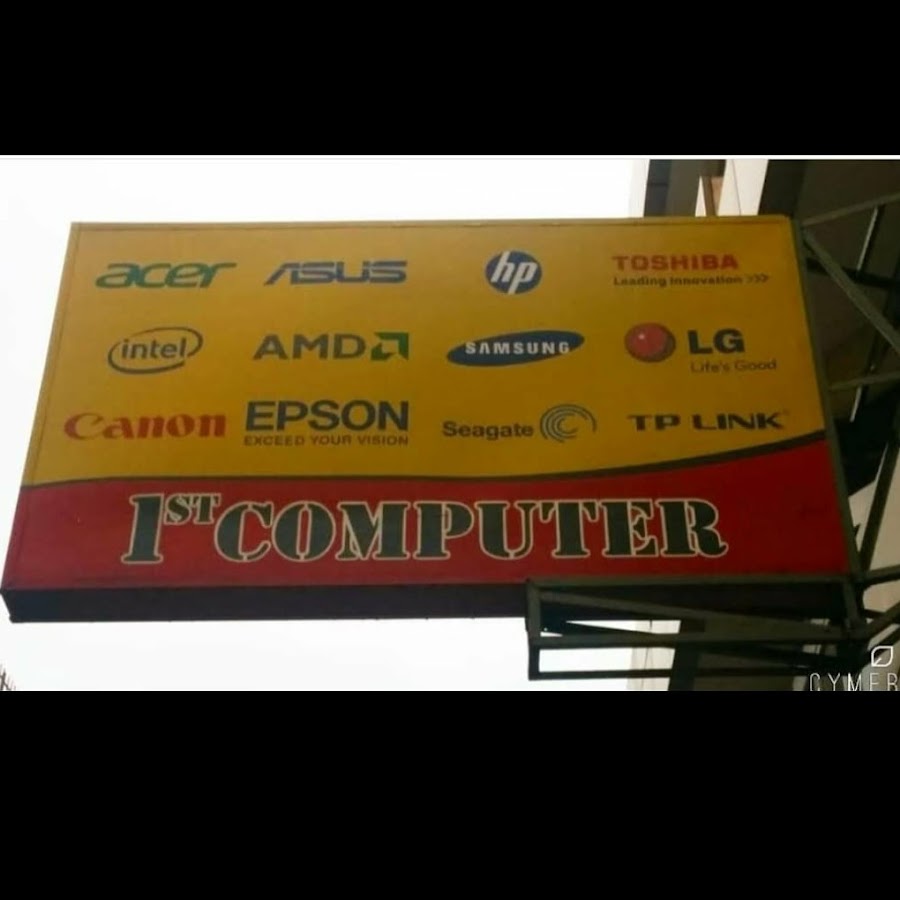 acer ASUS hp TOSHIBA
Leading Innovation >>>
intel AMD SAMSUNG LG
Life's Good
Canon EPSON Seagate TP LINK
EXCEED YOUR VISION
1ST COMPUTER
CYMER